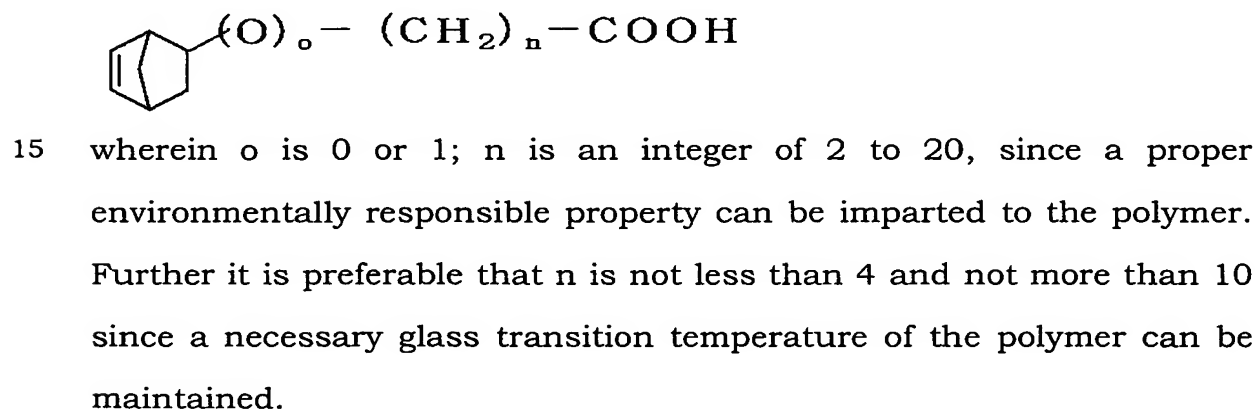 (O)ₒ— (CH₂)ₙ—COOH
15 wherein o is 0 or 1; n is an integer of 2 to 20, since a proper
environmentally responsible property can be imparted to the polymer.
Further it is preferable that n is not less than 4 and not more than 10
since a necessary glass transition temperature of the polymer can be
maintained.